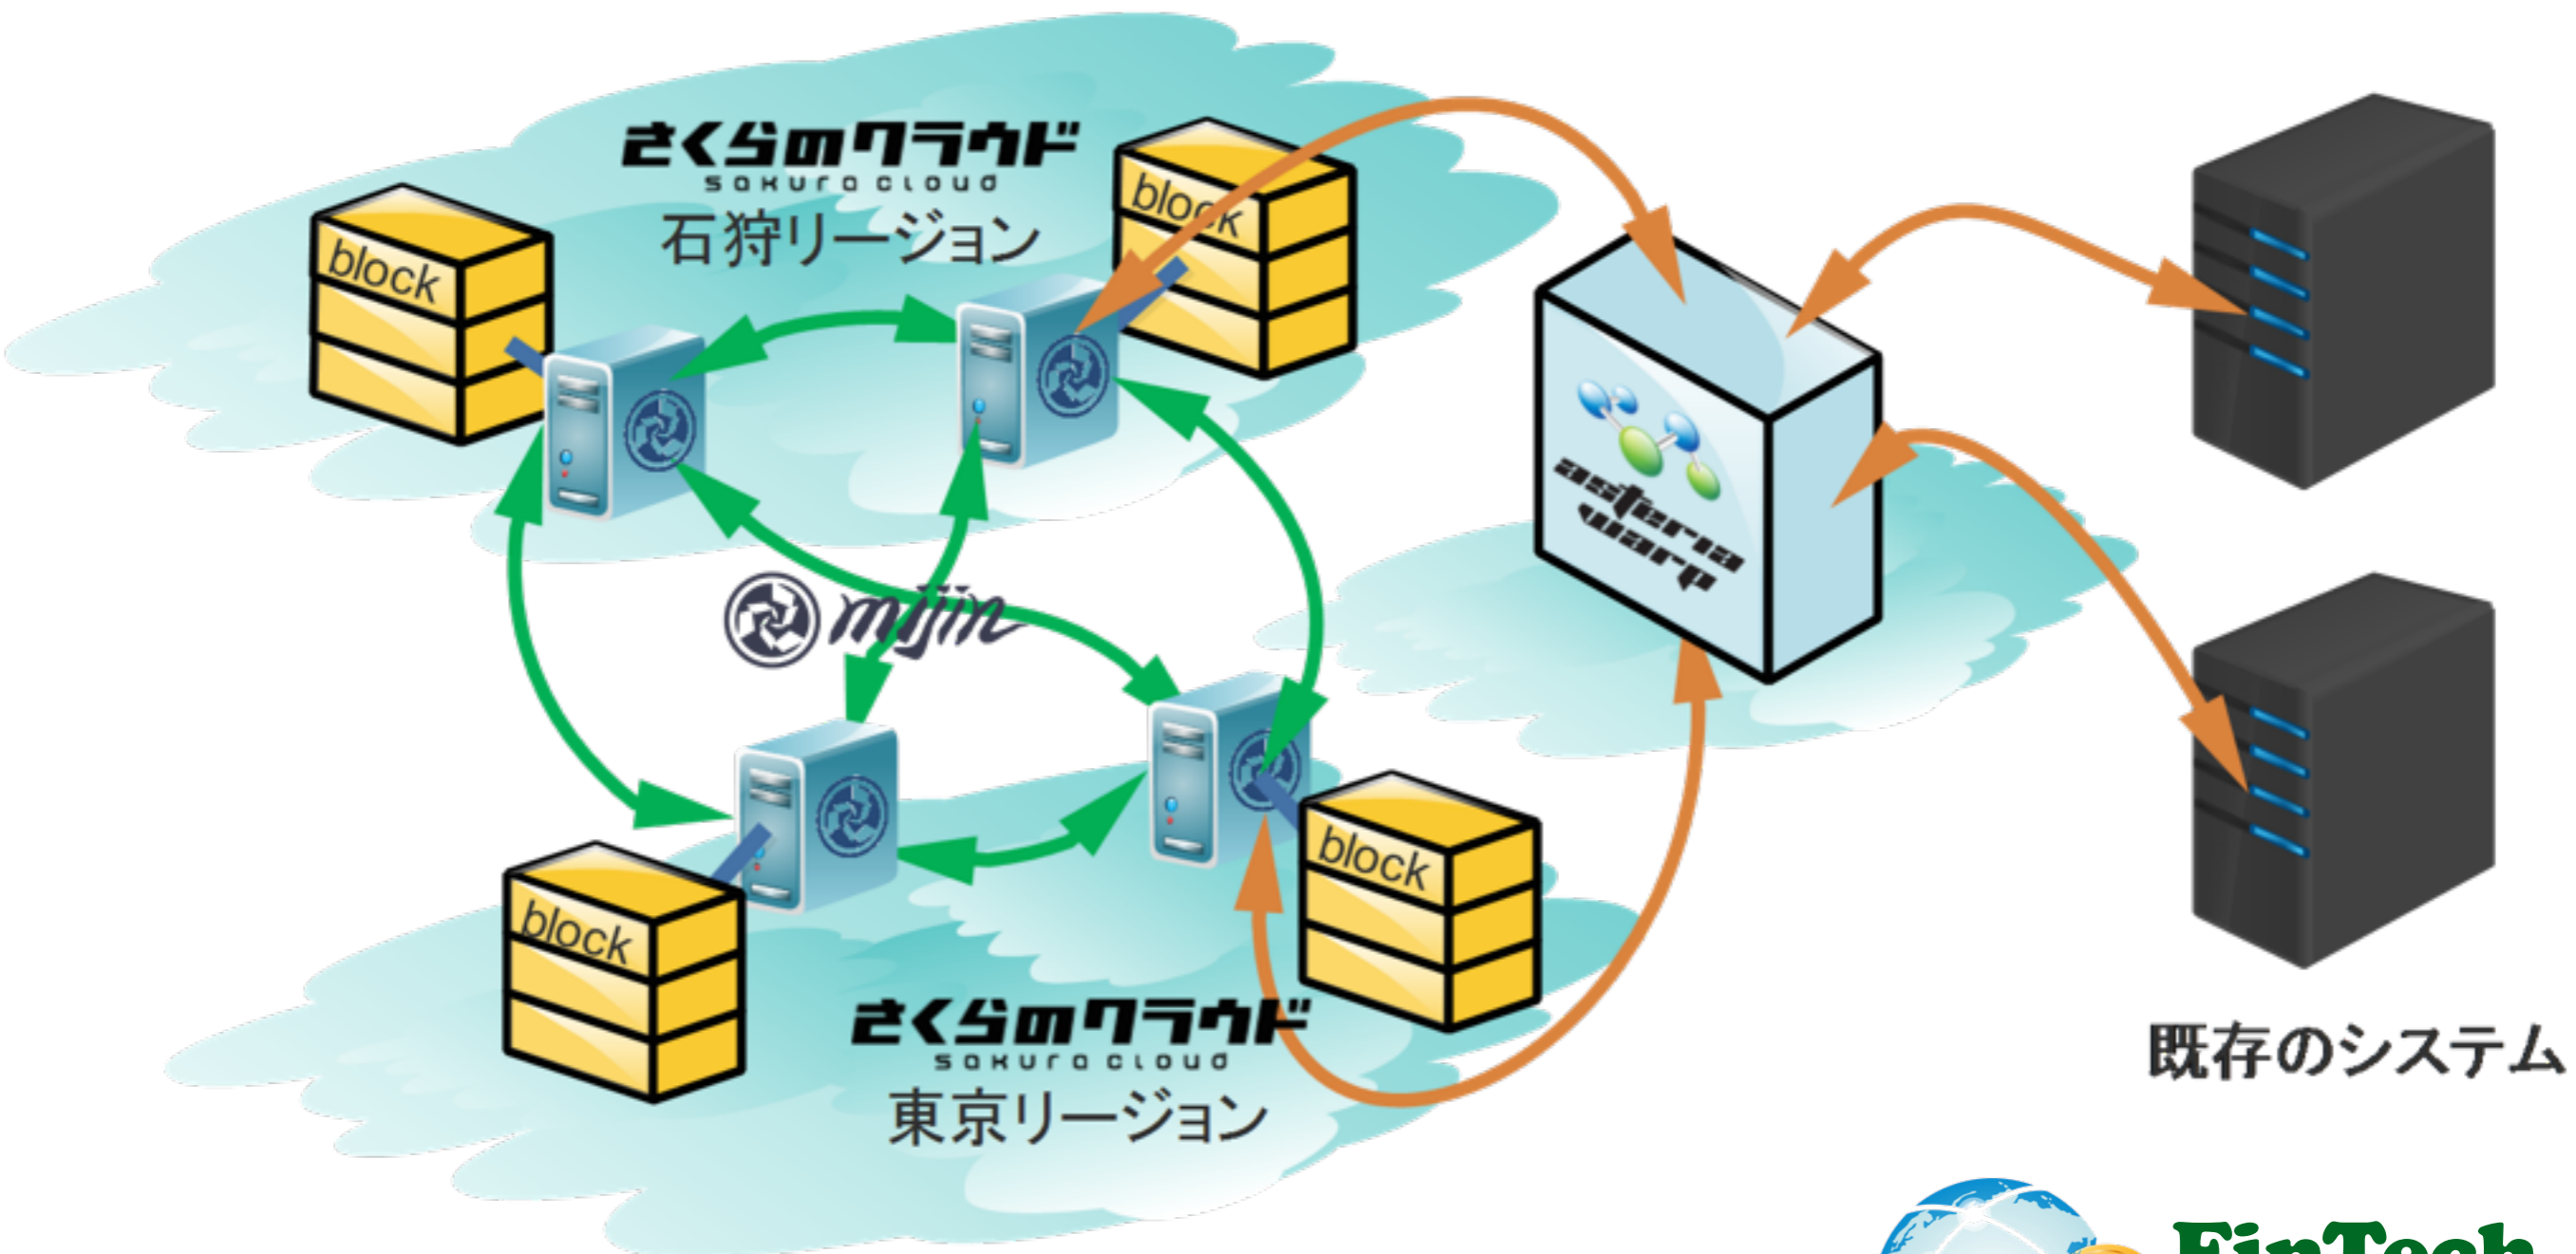 さくらのクラウド
sakura cloud
石狩リージョン
block
block
asteria
warp
mijin
block
block
さくらのクラウド
sakura cloud
東京リージョン
既存のシステム
FinTech